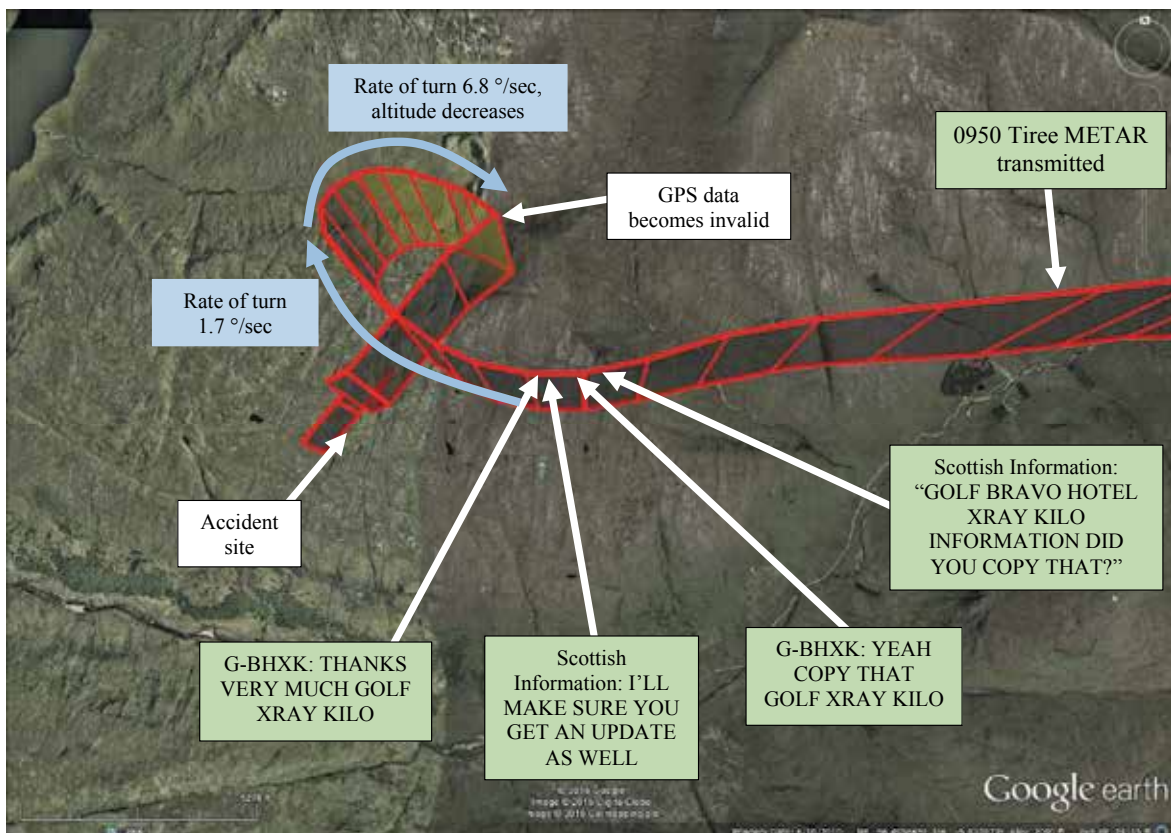 Rate of turn 6.8 °/sec,
altitude decreases
0950 Tiree METAR
transmitted
GPS data
becomes invalid
Rate of turn
1.7 °/sec
Accident
site
Scottish Information:
“GOLF BRAVO HOTEL
XRAY KILO
INFORMATION DID
YOU COPY THAT?”
G-BHXK: THANKS
VERY MUCH GOLF
XRAY KILO
Scottish
Information: I’LL
MAKE SURE YOU
GET AN UPDATE
AS WELL
G-BHXK: YEAH
COPY THAT
GOLF XRAY KILO
Google earth